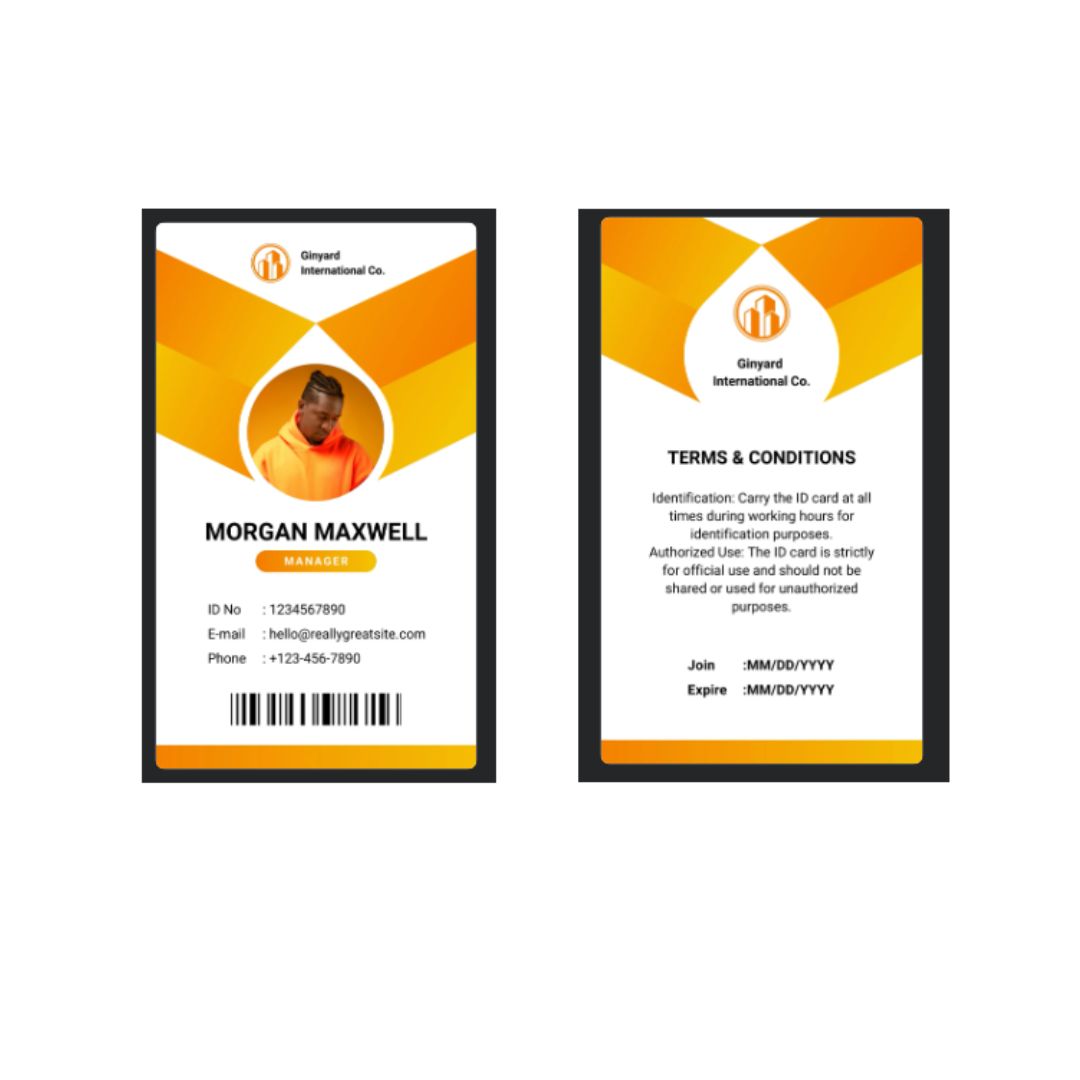 Ginyard
International Co.
MORGAN MAXWELL
MANAGER
ID No : 1234567890
E-mail : hello@reallygreatsite.com
Phone : +123-456-7890
Ginyard
International Co.
TERMS & CONDITIONS
Identification: Carry the ID card at all
times during working hours for
identification purposes.
Authorized Use: The ID card is strictly
for official use and should not be
shared or used for unauthorized
purposes.
Join :MM/DD/YYYY
Expire :MM/DD/YYYY